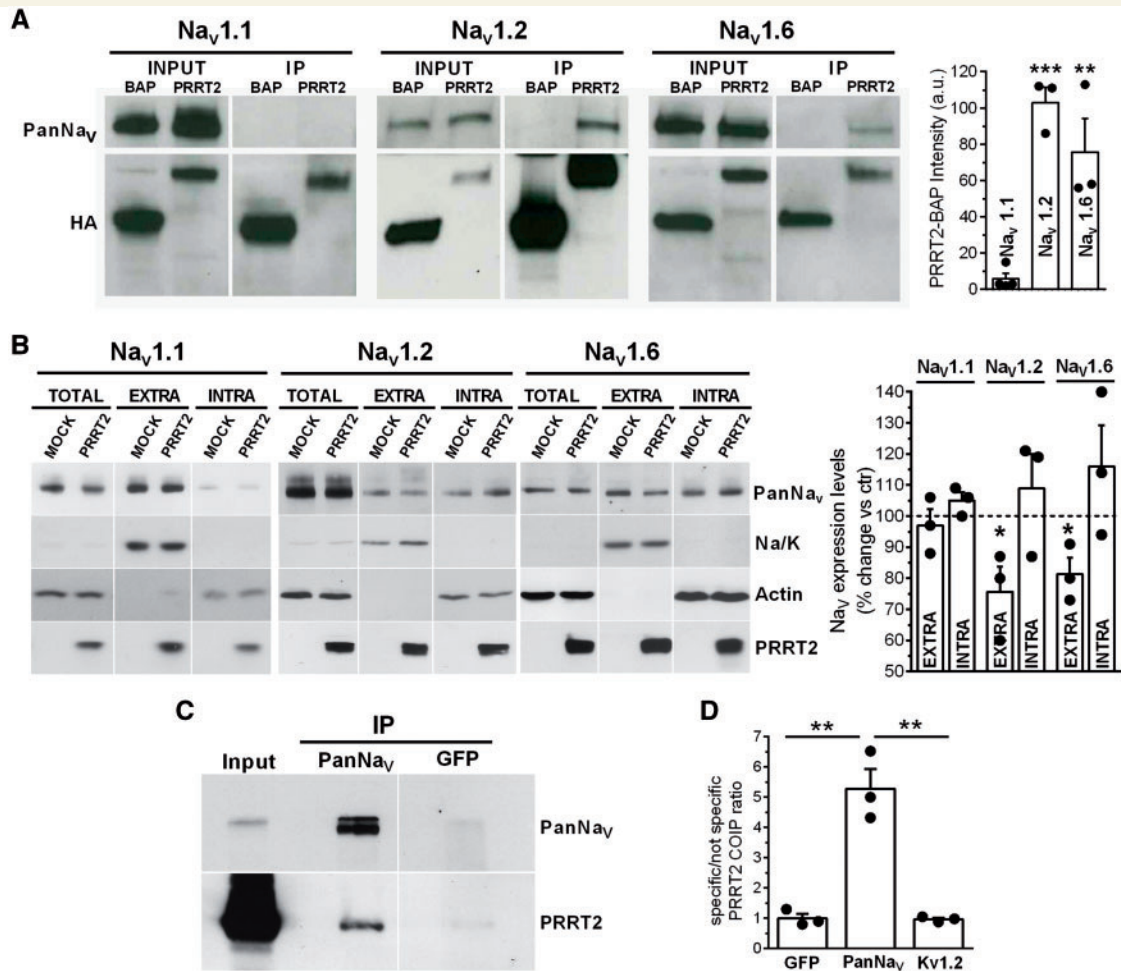 A
NaV1.1 NaV1.2 NaV1.6
INPUT IP INPUT IP INPUT IP
BAP PRRT2 BAP PRRT2 BAP PRRT2 BAP PRRT2 BAP PRRT2 BAP PRRT2
PanNaV
HA
PRRT2-BAP Intensity (a.u.)
120
100
80
60
40
20
0
*** **
NaV 1.1 NaV 1.2 NaV 1.6
B
NaV1.1 NaV1.2 NaV1.6
TOTAL EXTRA INTRA TOTAL EXTRA INTRA TOTAL EXTRA INTRA
MOCK PRRT2 MOCK PRRT2 MOCK PRRT2 MOCK PRRT2 MOCK PRRT2 MOCK PRRT2 MOCK PRRT2 MOCK PRRT2 MOCK PRRT2
PanNav
Na/K
Actin
PRRT2
NaV1.1 NaV1.2 NaV1.6
NaV expression levels
(% change vs ctr)
140
130
120
110
100
90
80
70
60
50
* *
EXTRA INTRA EXTRA INTRA EXTRA INTRA
C
IP
Input PanNaV GFP
PanNaV
PRRT2
D
** **
specific/not specific
PRRT2 COIP ratio
7
6
5
4
3
2
1
0
GFP PanNaV Kv1.2